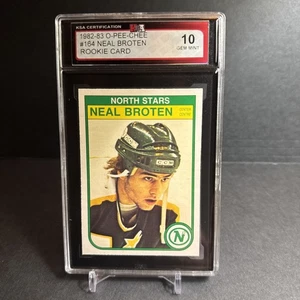 KSA CERTIFICATION
1982-83 O-PEE-CHEE
#164 NEAL BROTEN
ROOKIE CARD
10
GEM MINT
NORTH STARS
NEAL BROTEN
CCM
N